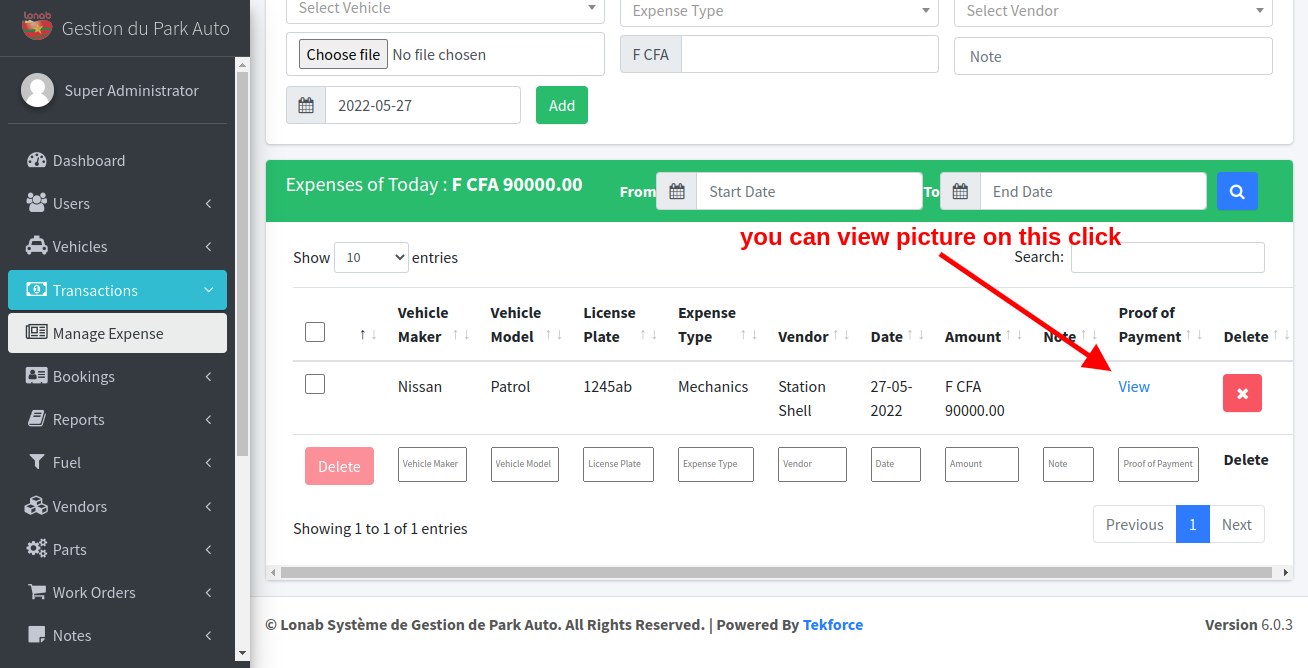 Lonab
Gestion du Park Auto
Super Administrator
Dashboard
Users
Vehicles
Transactions
Manage Expense
Bookings
Reports
Fuel
Vendors
Parts
Work Orders
Notes
Select Vehicle
Expense Type
Select Vendor
Choose file No file chosen
F CFA
Note
2022-05-27
Add
Expenses of Today : F CFA 90000.00
From
Start Date
To
End Date
you can view picture on this click
Show 10 entries
Search:
Vehicle Maker
Vehicle Model
License Plate
Expense Type
Vendor
Date
Amount
Note
Proof of Payment
Delete
Nissan
Patrol
1245ab
Mechanics
Station Shell
27-05-2022
F CFA 90000.00
View
Delete
Vehicle Maker
Vehicle Model
License Plate
Expense Type
Vendor
Date
Amount
Note
Proof of Payment
Delete
Showing 1 to 1 of 1 entries
Previous 1 Next
© Lonab Système de Gestion de Park Auto. All Rights Reserved. | Powered By Tekforce
Version 6.0.3